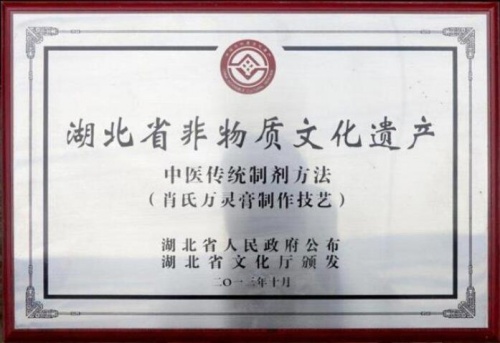 湖北省非物质文化遗产
中医传统制剂方法
（肖氏万灵膏制作技艺）
湖北省人民政府公布
湖北省文化厅颁发
二〇一三年十月